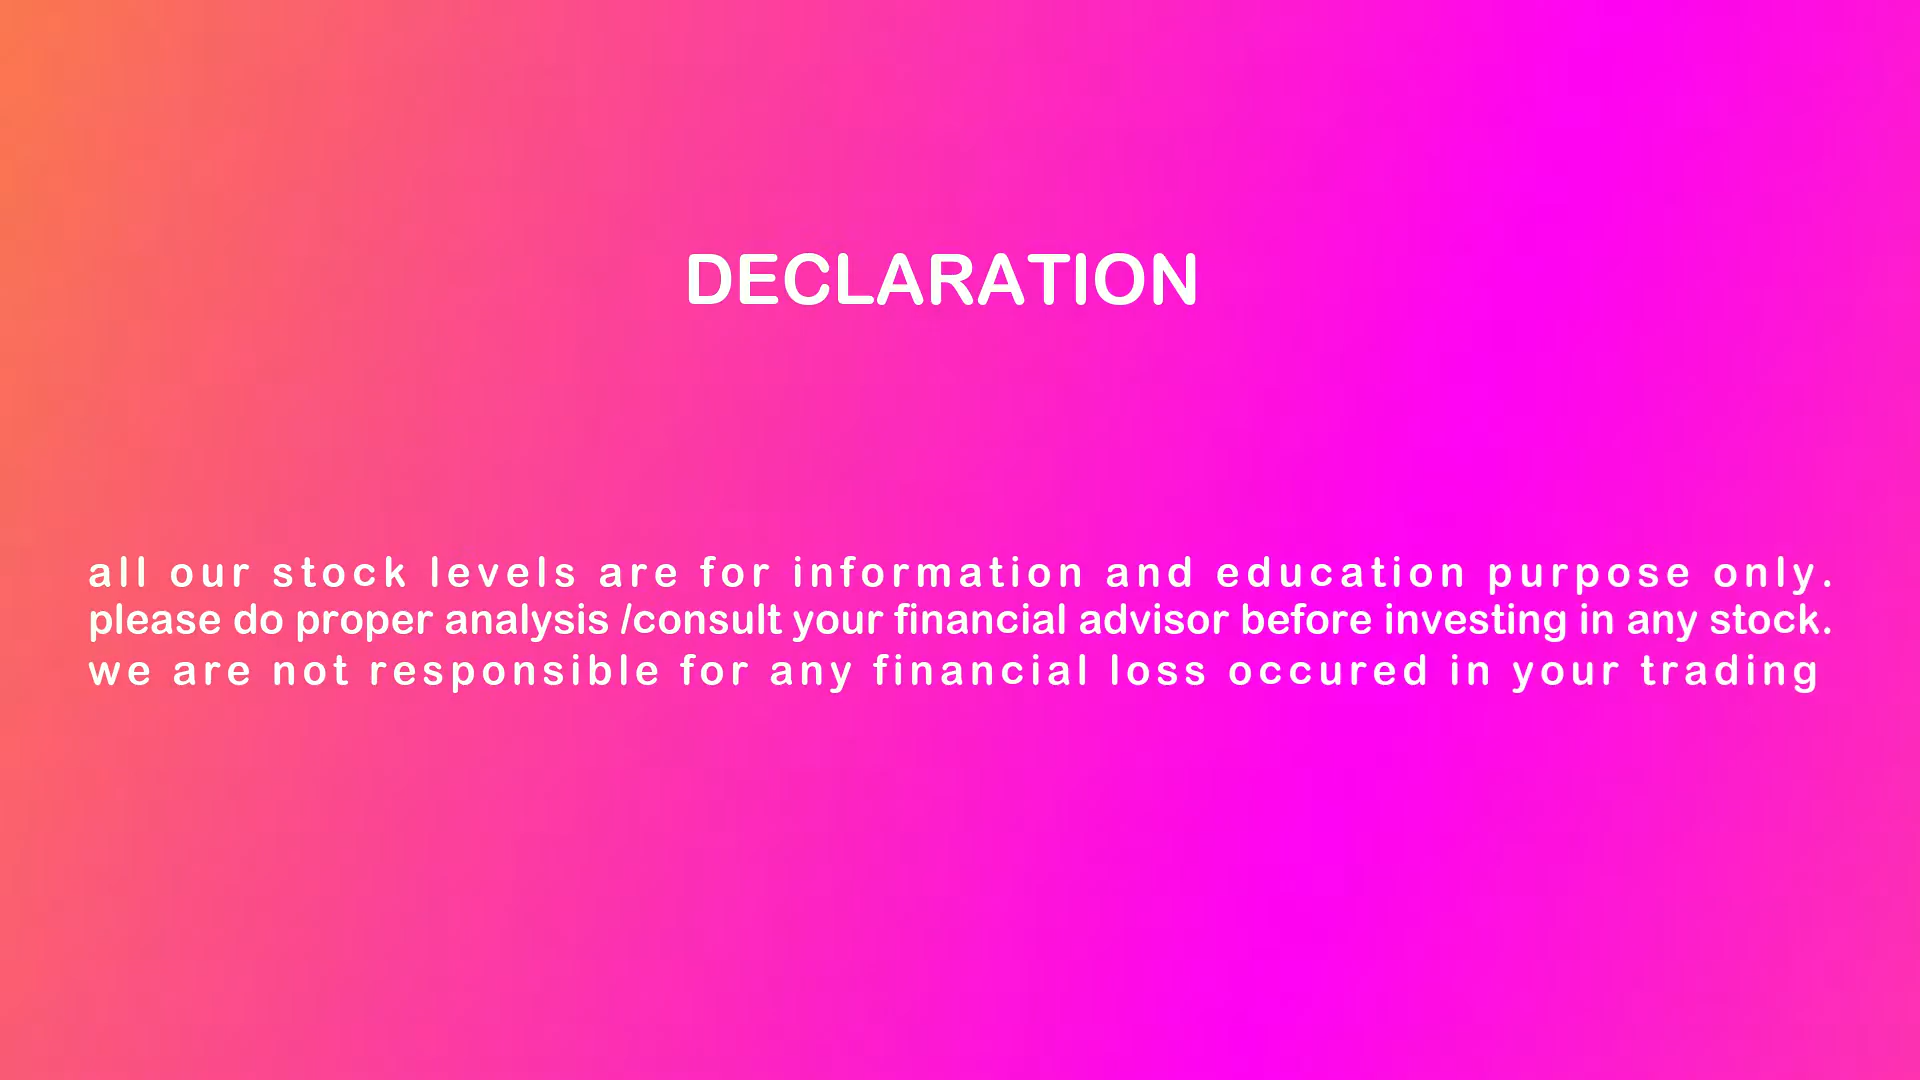 DECLARATION
all our stock levels are for information and education purpose only.
please do proper analysis /consult your financial advisor before investing in any stock.
we are not responsible for any financial loss occured in your trading